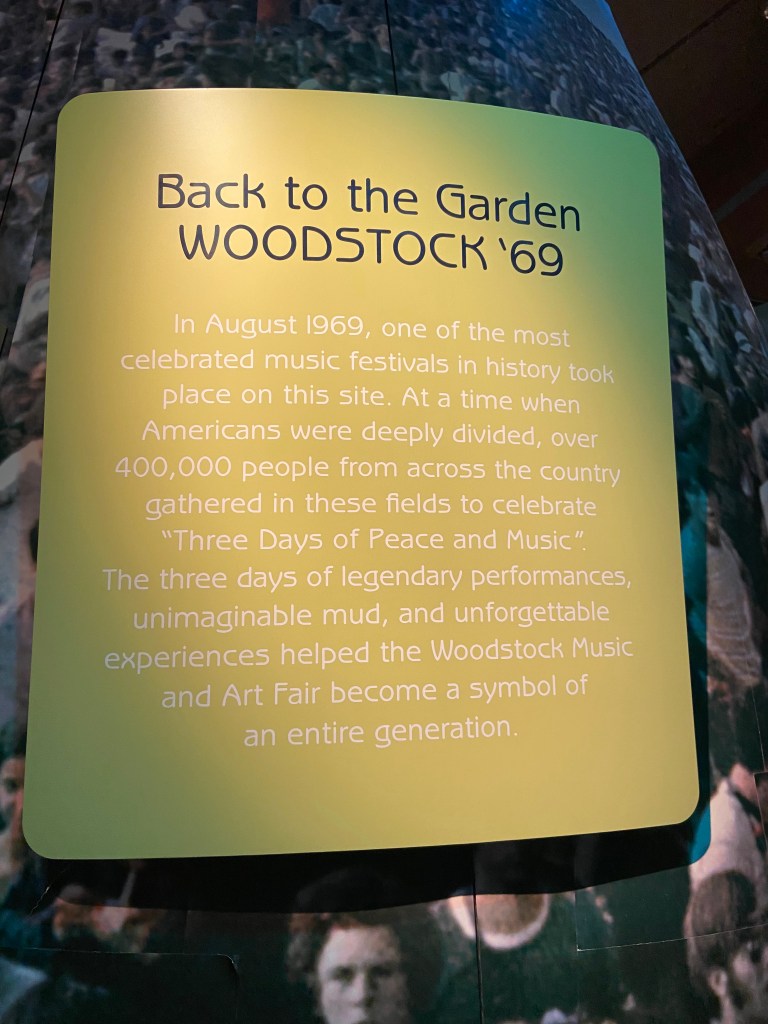 Back to the Garden
WOODSTOCK ‘69
In August 1969, one of the most
celebrated music festivals in history took
place on this site. At a time when
Americans were deeply divided, over
400,000 people from across the country
gathered in these fields to celebrate
“Three Days of Peace and Music”.
The three days of legendary performances,
unimaginable mud, and unforgettable
experiences helped the Woodstock Music
and Art Fair become a symbol of
an entire generation.